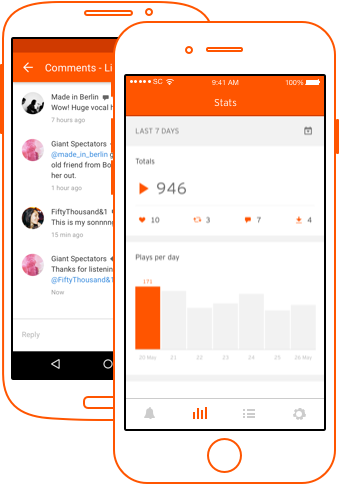 Comments - Li
Made in Berlin
Wow! Huge vocal h
7 hours ago
Giant Spectators
@made_in_berlin
old friend from Bo
her out.
1 hour ago
FiftyThousand&1
This is my sonnnng
15 min ago
Giant Spectators
Thanks for listenin
@FiftyThousand&1
Now
Reply
SC 9:41 AM 100%
Stats
LAST 7 DAYS
Totals
946
10 3 7 4
Plays per day
171
20 May 21 22 23 24 25 26 May